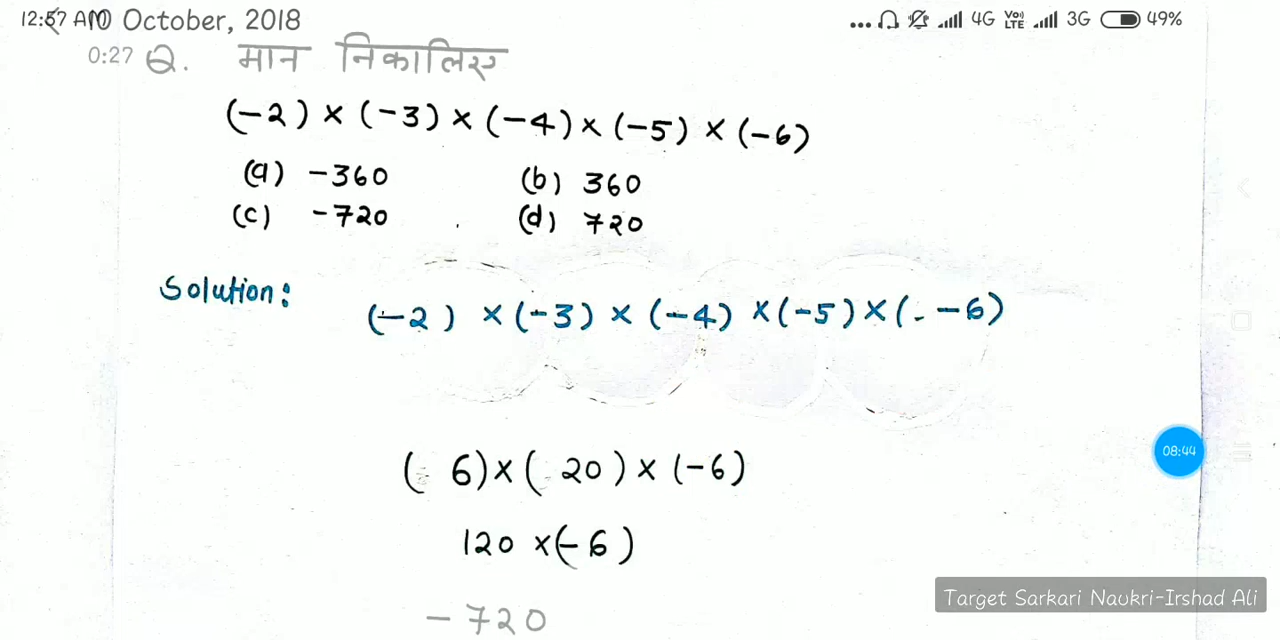 12:57 AM 0 October, 2018 ... 4G VoLTE 3G 49%
0:27 Q. मान निकालिए
(-2) × (-3) × (-4) × (-5) × (-6)
(a) -360 (b) 360
(c) -720 (d) 720
Solution:
(-2) × (-3) × (-4) × (-5) × (- -6)
( 6) × ( 20) × (-6)
08:44
120 × (-6)
Target Sarkari Naukri-Irshad Ali
- 720